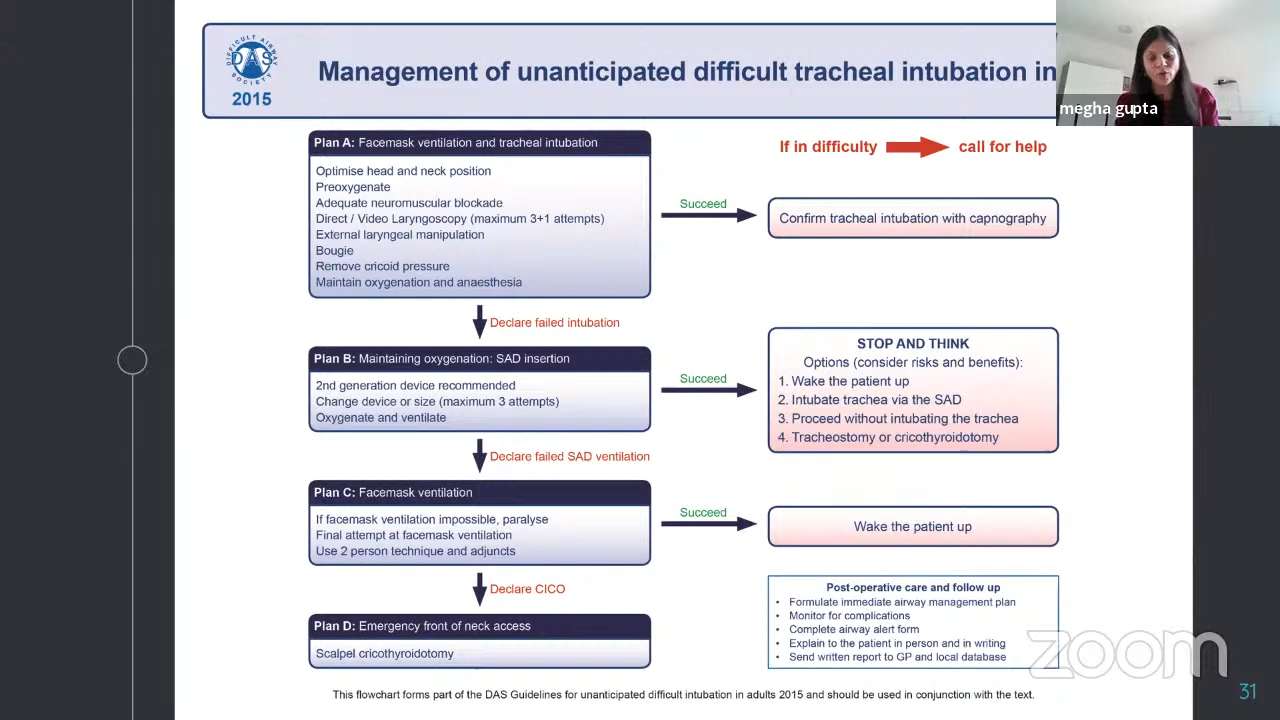 DIFFICULT AIRWAY
DAS
SOCIETY
2015
Management of unanticipated difficult tracheal intubation in
megha gupta
Plan A: Facemask ventilation and tracheal intubation
Optimise head and neck position
Preoxygenate
Adequate neuromuscular blockade
Direct / Video Laryngoscopy (maximum 3+1 attempts)
External laryngeal manipulation
Bougie
Remove cricoid pressure
Maintain oxygenation and anaesthesia
If in difficulty
call for help
Succeed
Confirm tracheal intubation with capnography
Declare failed intubation
Plan B: Maintaining oxygenation: SAD insertion
2nd generation device recommended
Change device or size (maximum 3 attempts)
Oxygenate and ventilate
Succeed
STOP AND THINK
Options (consider risks and benefits):
1. Wake the patient up
2. Intubate trachea via the SAD
3. Proceed without intubating the trachea
4. Tracheostomy or cricothyroidotomy
Declare failed SAD ventilation
Plan C: Facemask ventilation
If facemask ventilation impossible, paralyse
Final attempt at facemask ventilation
Use 2 person technique and adjuncts
Succeed
Wake the patient up
Declare CICO
Plan D: Emergency front of neck access
Scalpel cricothyroidotomy
Post-operative care and follow up
• Formulate immediate airway management plan
• Monitor for complications
• Complete airway alert form
• Explain to the patient in person and in writing
• Send written report to GP and local database
zoom
This flowchart forms part of the DAS Guidelines for unanticipated difficult intubation in adults 2015 and should be used in conjunction with the text.
31